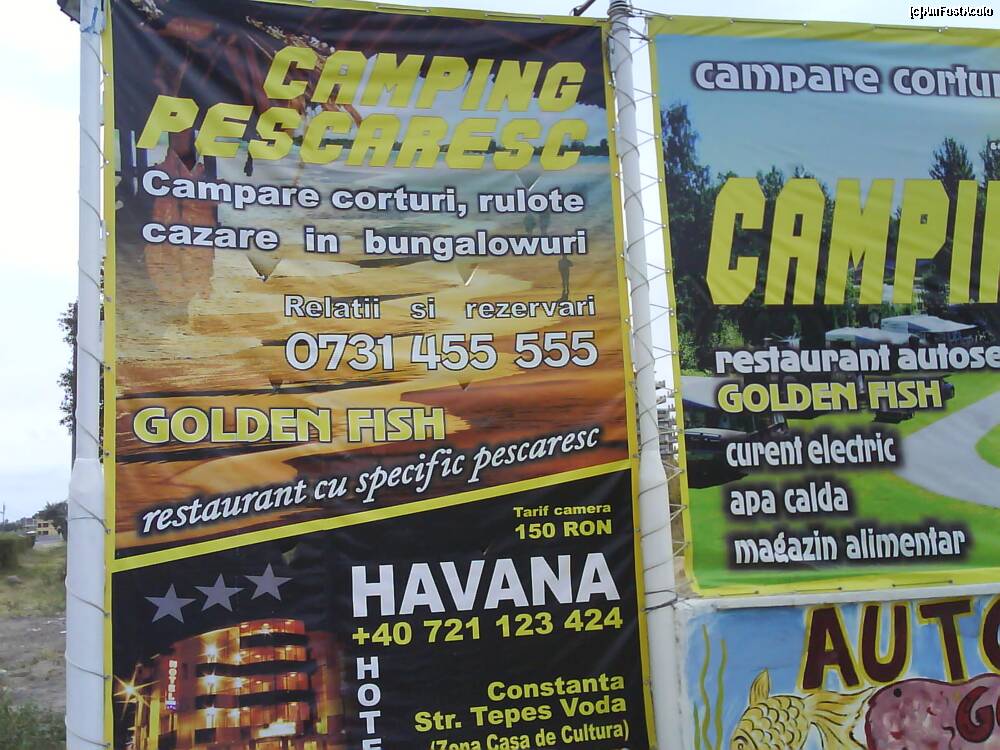 [c]AmFostAcolo
CAMPING
PESCARESC
Campare corturi, rulote
cazare in bungalowuri
Relatii si rezervari
0731 455 555
GOLDEN FISH
restaurant cu specific pescaresc
Tarif camera
150 RON
HAVANA
+40 721 123 424
HOTE
HOTEL
Constanta
Str. Tepes Voda
(Zona Casa de Cultura)
campare cortur
CAMPIN
restaurant autose
GOLDEN FISH
curent electric
apa calda
magazin alimentar
AUTO
G